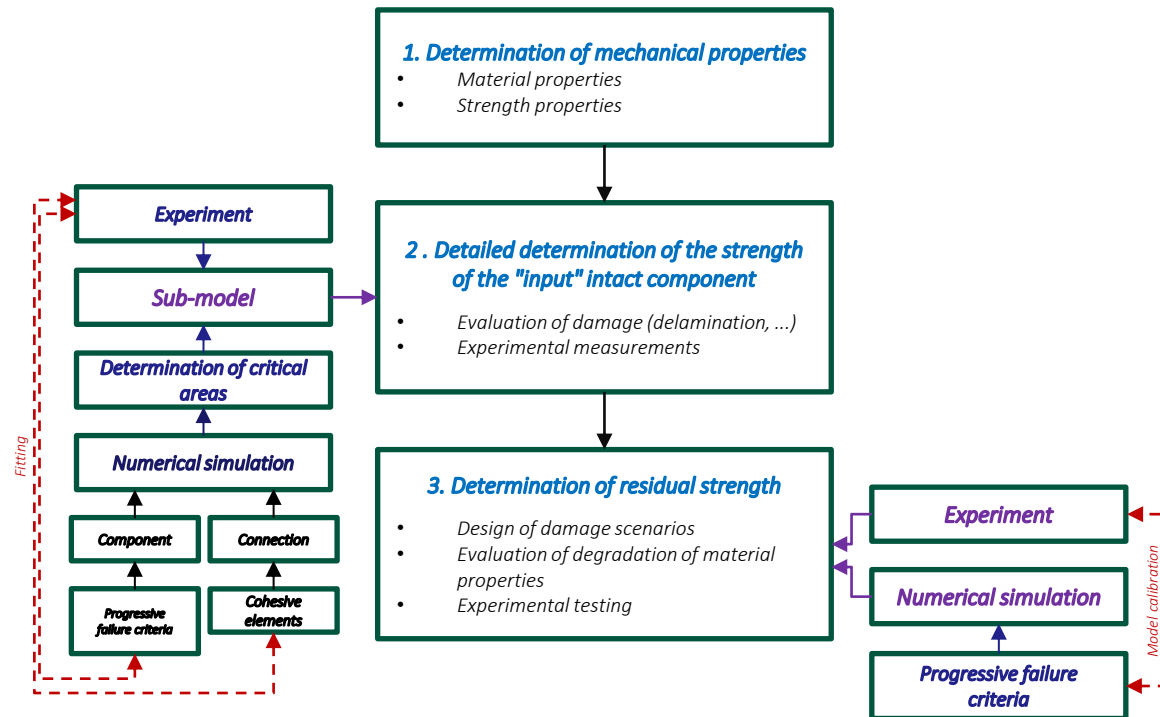 1. Determination of mechanical properties
• Material properties
• Strength properties
Experiment
Sub-model
Determination of critical
areas
Numerical simulation
Component
Connection
Progressive
failure criteria
Cohesive
elements
Fitting
2 . Detailed determination of the strength
of the "input" intact component
• Evaluation of damage (delamination, ...)
• Experimental measurements
3. Determination of residual strength
• Design of damage scenarios
• Evaluation of degradation of material
properties
• Experimental testing
Experiment
Numerical simulation
Progressive failure
criteria
Model calibration